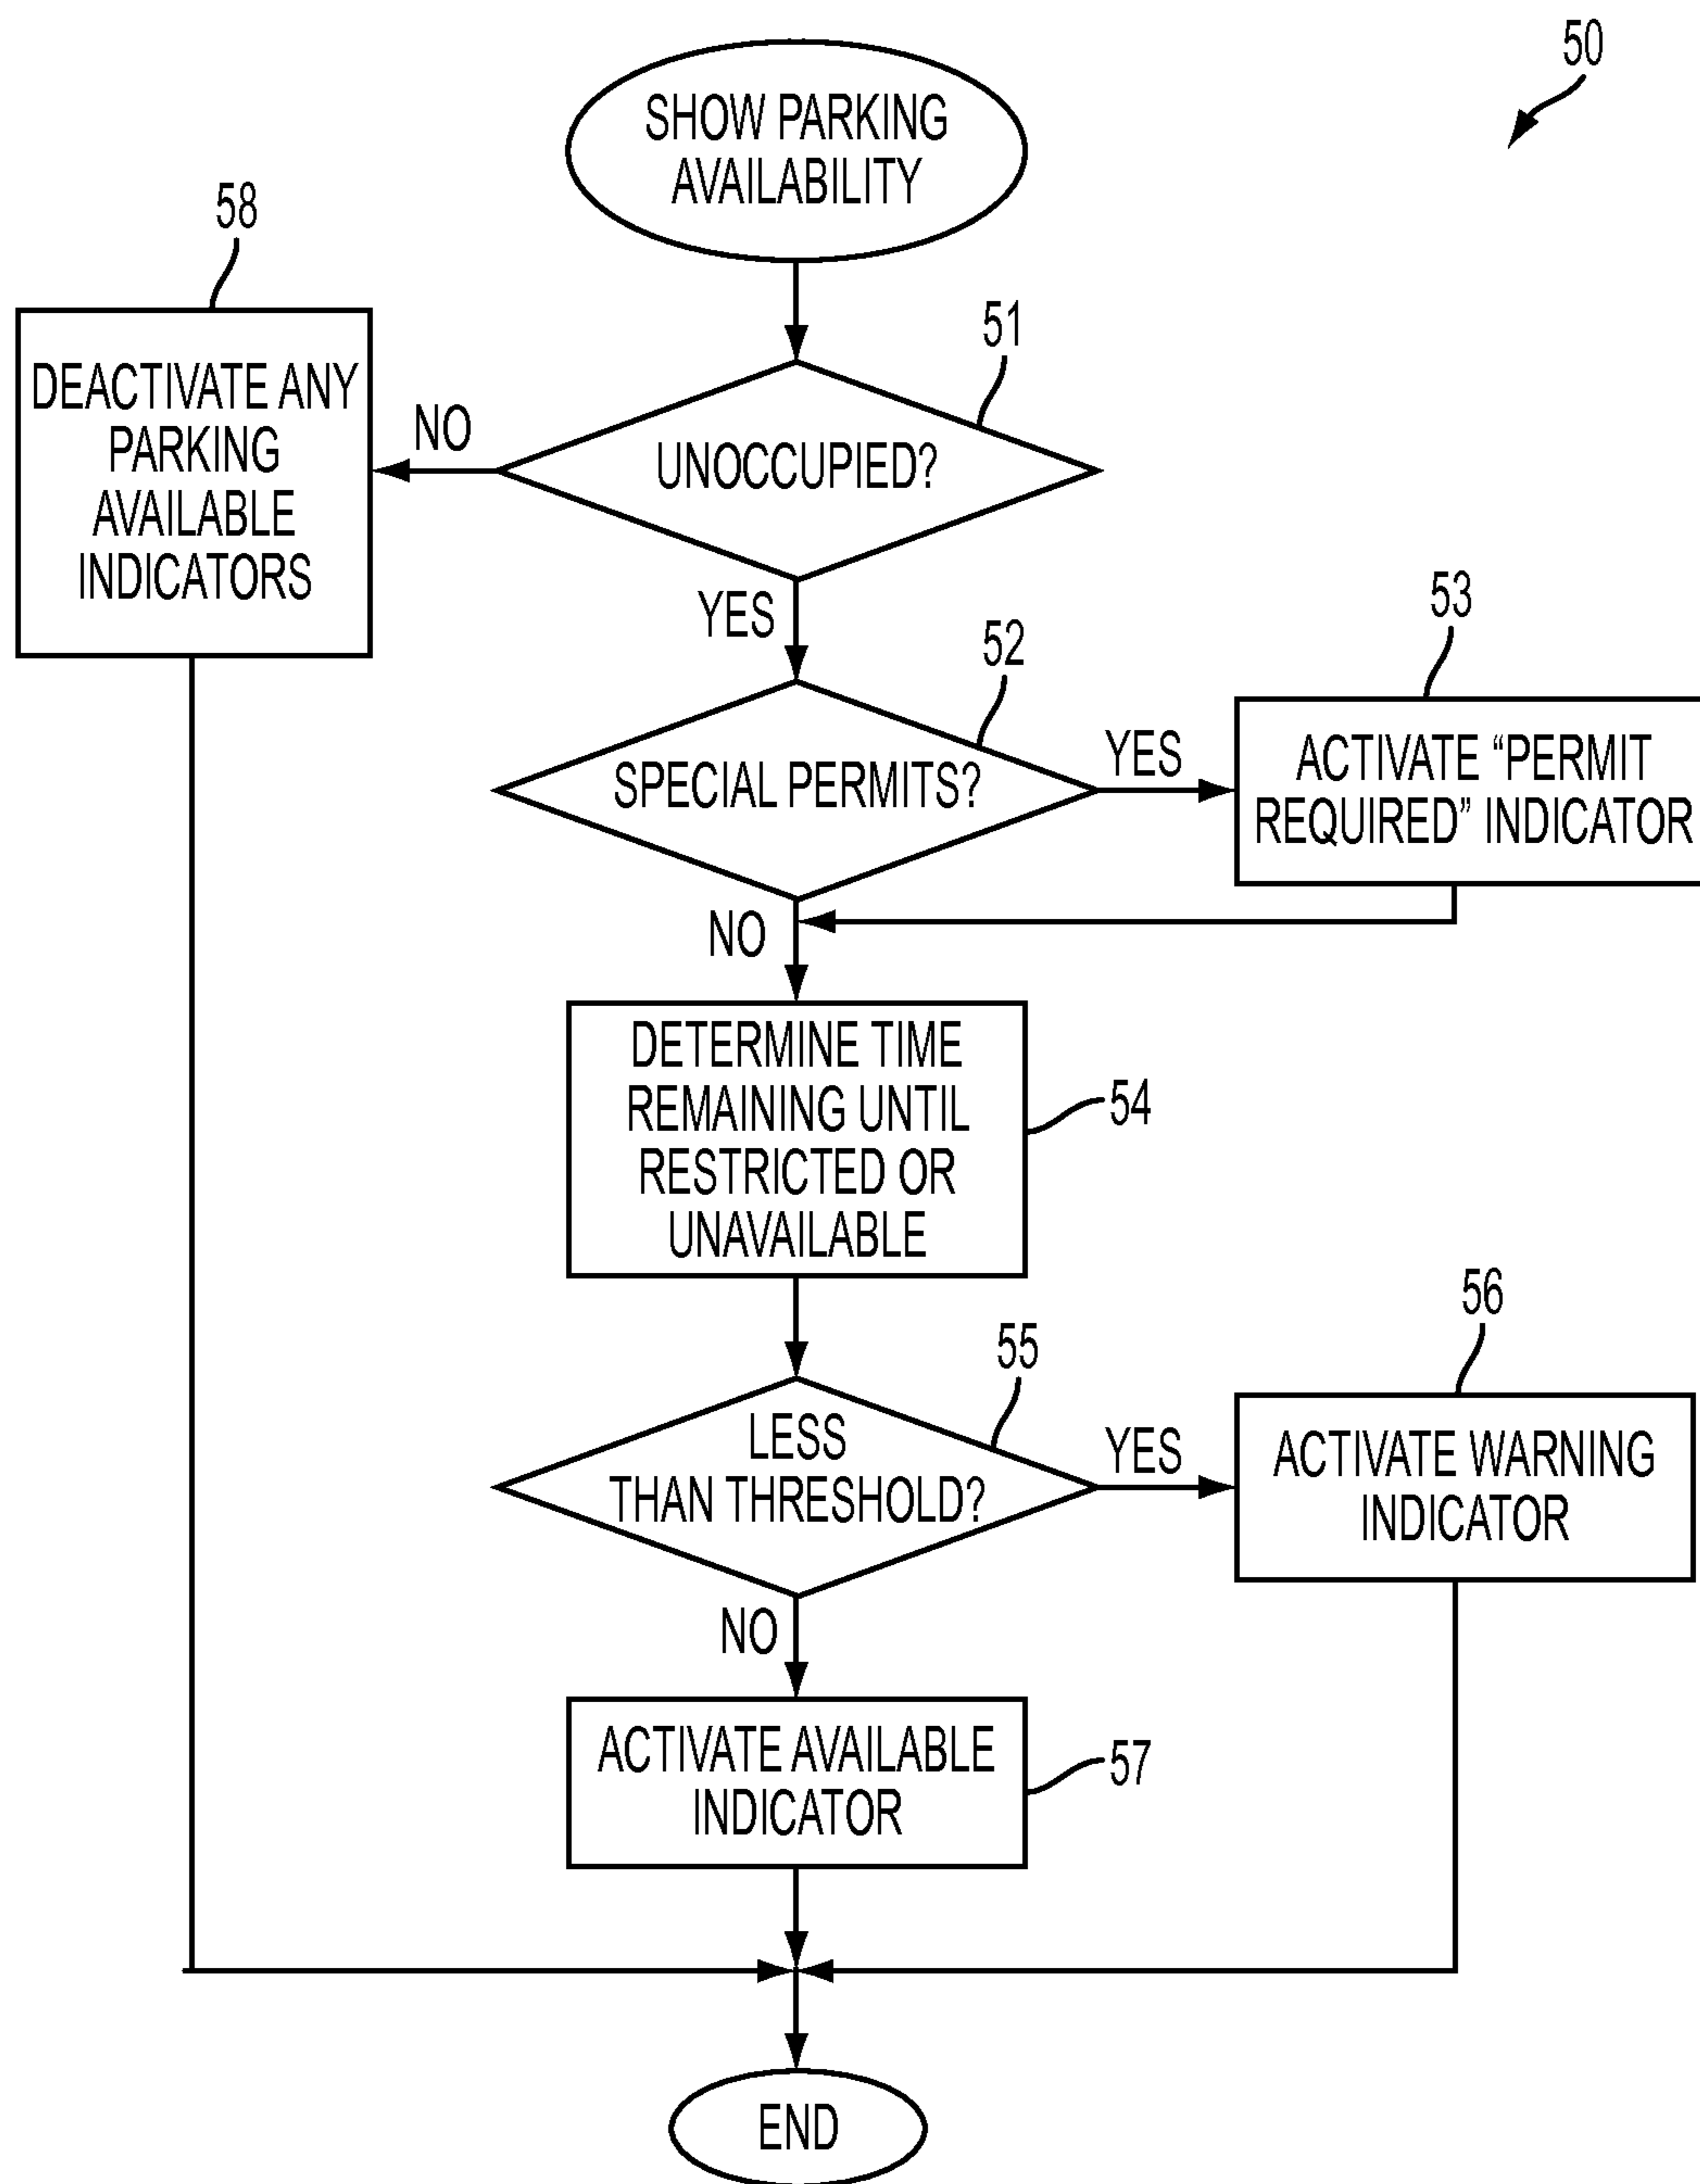 50
SHOW PARKING
AVAILABILITY
58
DEACTIVATE ANY
PARKING
AVAILABLE
INDICATORS
NO
51
UNOCCUPIED?
YES
52
SPECIAL PERMITS?
YES
53
ACTIVATE “PERMIT
REQUIRED” INDICATOR
NO
DETERMINE TIME
REMAINING UNTIL
RESTRICTED OR
UNAVAILABLE
54
55
LESS
THAN THRESHOLD?
YES
56
ACTIVATE WARNING
INDICATOR
NO
ACTIVATE AVAILABLE
INDICATOR
57
END